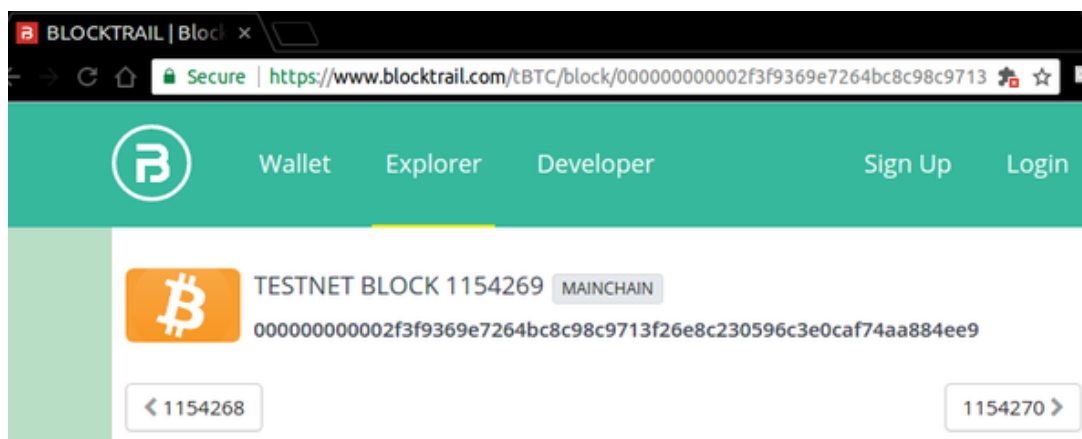 BLOCKTRAIL | Bloc
Secure https://www.blocktrail.com/tBTC/block/000000000002f3f9369e7264bc8c98c9713
Wallet Explorer Developer Sign Up Login
TESTNET BLOCK 1154269 MAINCHAIN
000000000002f3f9369e7264bc8c98c9713f26e8c230596c3e0caf74aa884ee9
1154268 1154270